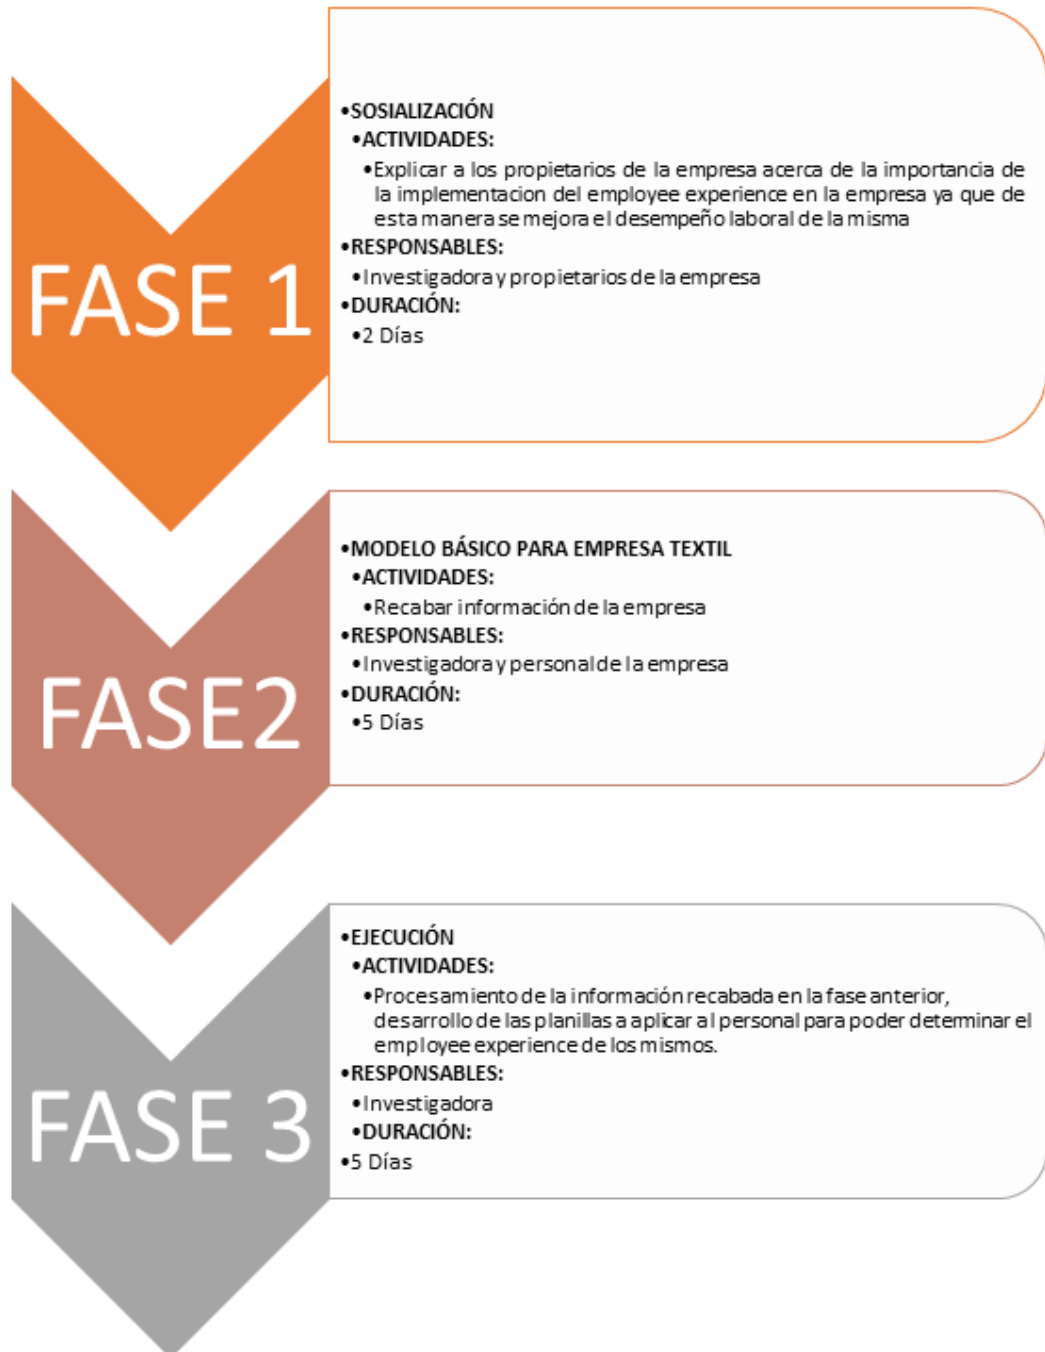 FASE 1
•SOSIALIZACIÓN
•ACTIVIDADES:
•Explicar a los propietarios de la empresa acerca de la importancia de
la implementacion del employee experience en la empresa ya que de
esta manera se mejora el desempeño laboral de la misma
•RESPONSABLES:
•Investigadora y propietarios de la empresa
•DURACIÓN:
•2 Días
FASE2
•MODELO BÁSICO PARA EMPRESA TEXTIL
•ACTIVIDADES:
•Recabar información de la empresa
•RESPONSABLES:
•Investigadora y personal de la empresa
•DURACIÓN:
•5 Días
FASE 3
•EJECUCIÓN
•ACTIVIDADES:
•Procesamiento de la información recabada en la fase anterior,
desarrollo de las planillas a aplicar al personal para poder determinar el
employee experience de los mismos.
•RESPONSABLES:
•Investigadora
•DURACIÓN:
•5 Días